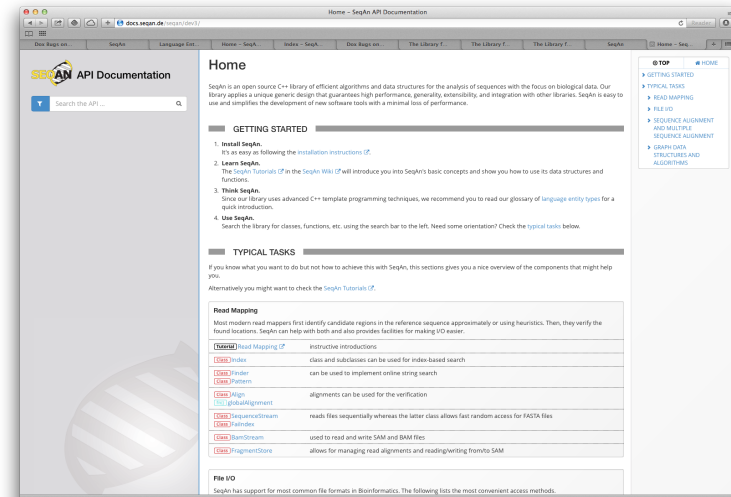 Home – SeqAn API Documentation
docs.seqan.de/seqan/dev3/
Reader
Dox Bugs on...
SeqAn
Language Ent...
Home – SeqA...
Index – SeqA...
Dox Bugs on...
The Library f...
The Library f...
The Library f...
SeqAn
Home – Seq...
SEQAN API Documentation
Search the API ...
Home
SeqAn is an open source C++ library of efficient algorithms and data structures for the analysis of sequences with the focus on biological data. Our
library applies a unique generic design that guarantees high performance, generality, extensibility, and integration with other libraries. SeqAn is easy to
use and simplifies the development of new software tools with a minimal loss of performance.
GETTING STARTED
1. Install SeqAn.
It's as easy as following the installation instructions.
2. Learn SeqAn.
The SeqAn Tutorials in the SeqAn Wiki will introduce you into SeqAn's basic concepts and show you how to use its data structures and
functions.
3. Think SeqAn.
Since our library uses advanced C++ template programming techniques, we recommend you to read our glossary of language entity types for a
quick introduction.
4. Use SeqAn.
Search the library for classes, functions, etc. using the search bar to the left. Need some orientation? Check the typical tasks below.
TYPICAL TASKS
If you know what you want to do but not how to achieve this with SeqAn, this sections gives you a nice overview of the components that might help
you.
Alternatively you might want to check the SeqAn Tutorials.
Read Mapping
Most modern read mappers first identify candidate regions in the reference sequence approximately or using heuristics. Then, they verify the
found locations. SeqAn can help with both and also provides facilities for making I/O easier.
Tutorial Read Mapping instructive introductions
Class Index class and subclasses can be used for index-based search
Class Finder can be used to implement online string search
Class Pattern
Class Align alignments can be used for the verification
globalAlignment
Class SequenceStream reads files sequentially whereas the latter class allows fast random access for FASTA files
Class FaiIndex
Class BamStream used to read and write SAM and BAM files
Class FragmentStore allows for managing read alignments and reading/writing from/to SAM
File I/O
SeqAn has support for most common file formats in Bioinformatics. The following lists the most convenient access methods.
TOP
HOME
GETTING STARTED
TYPICAL TASKS
READ MAPPING
FILE I/O
SEQUENCE ALIGNMENT
AND MULTIPLE
SEQUENCE ALIGNMENT
GRAPH DATA
STRUCTURES AND
ALGORITHMS